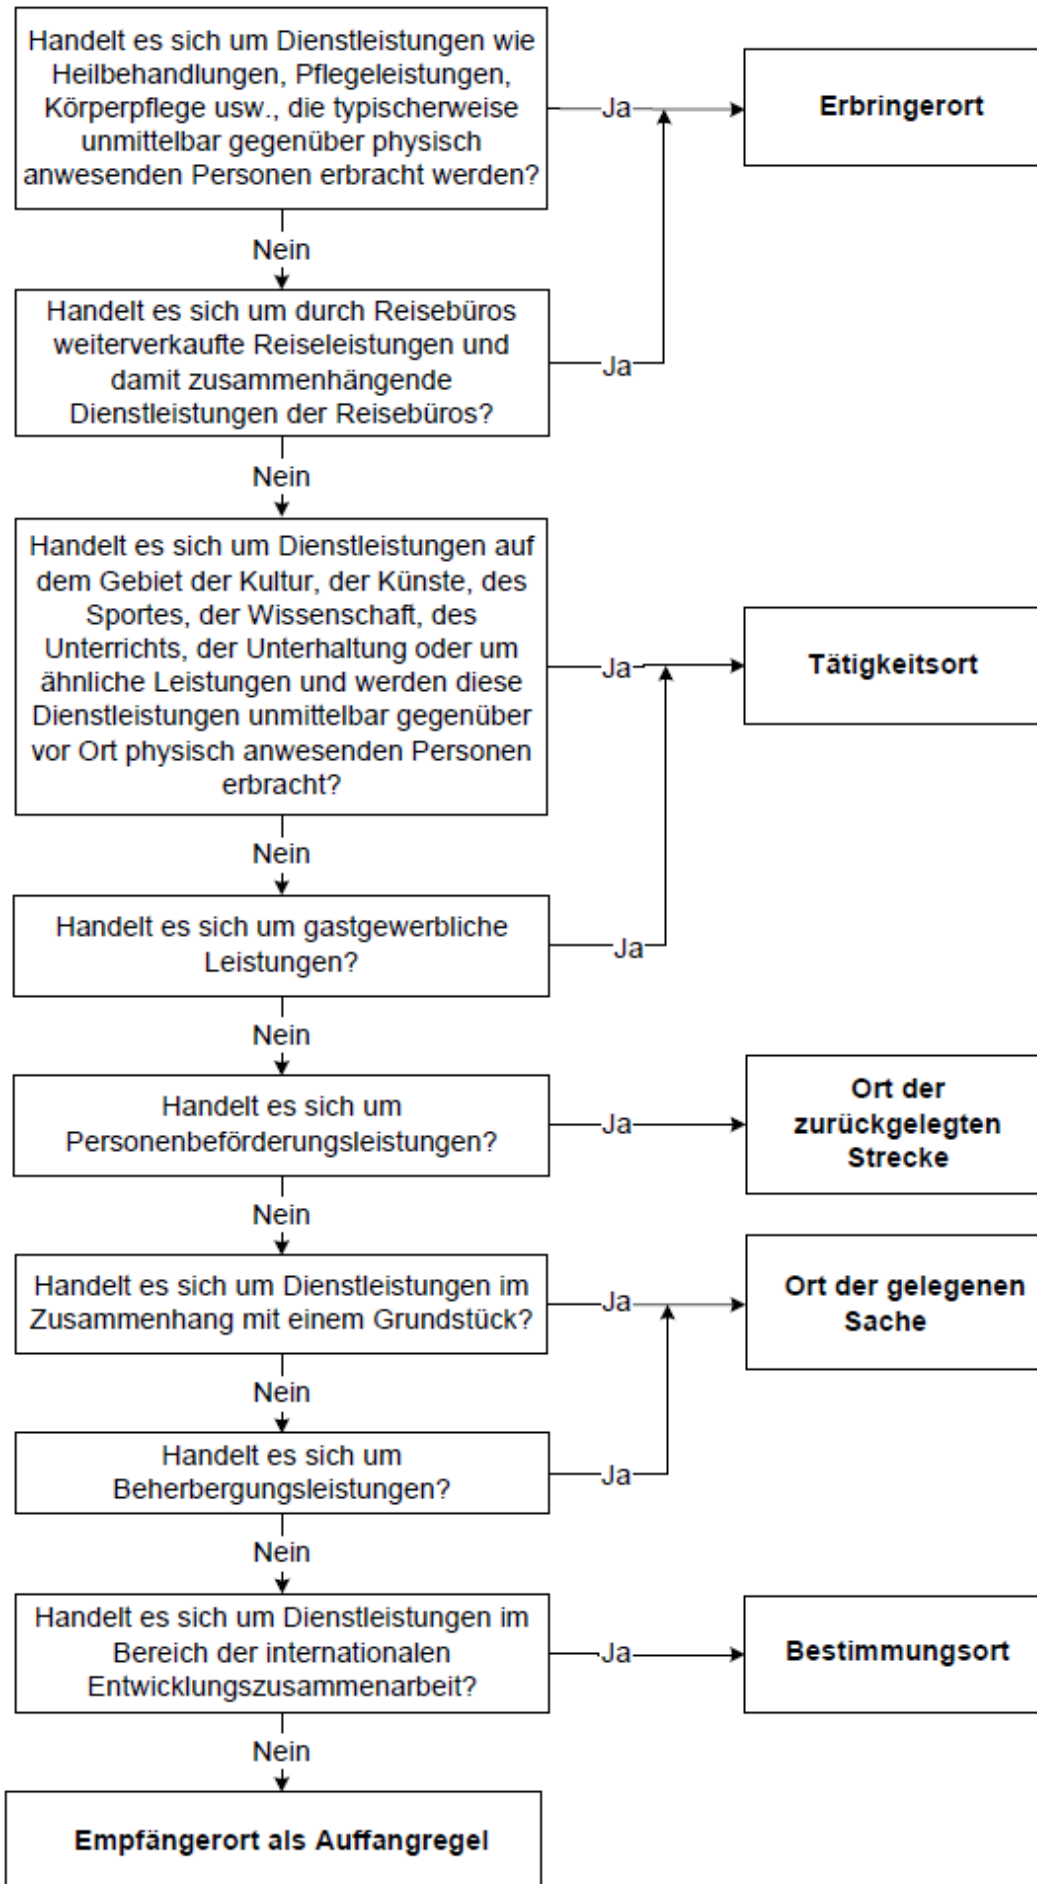 Handelt es sich um Dienstleistungen wie
Heilbehandlungen, Pflegeleistungen,
Körperpflege usw., die typischerweise
unmittelbar gegenüber physisch
anwesenden Personen erbracht werden?
Ja
Erbringerort
Nein
Handelt es sich um durch Reisebüros
weiterverkaufte Reiseleistungen und
damit zusammenhängende
Dienstleistungen der Reisebüros?
Ja
Nein
Handelt es sich um Dienstleistungen auf
dem Gebiet der Kultur, der Künste, des
Sportes, der Wissenschaft, des
Unterrichts, der Unterhaltung oder um
ähnliche Leistungen und werden diese
Dienstleistungen unmittelbar gegenüber
vor Ort physisch anwesenden Personen
erbracht?
Ja
Tätigkeitsort
Nein
Handelt es sich um gastgewerbliche
Leistungen?
Ja
Nein
Handelt es sich um
Personenbeförderungsleistungen?
Ja
Ort der
zurückgelegten
Strecke
Nein
Handelt es sich um Dienstleistungen im
Zusammenhang mit einem Grundstück?
Ja
Ort der gelegenen
Sache
Nein
Handelt es sich um
Beherbergungsleistungen?
Ja
Nein
Handelt es sich um Dienstleistungen im
Bereich der internationalen
Entwicklungszusammenarbeit?
Ja
Bestimmungsort
Nein
Empfängerort als Auffangregel